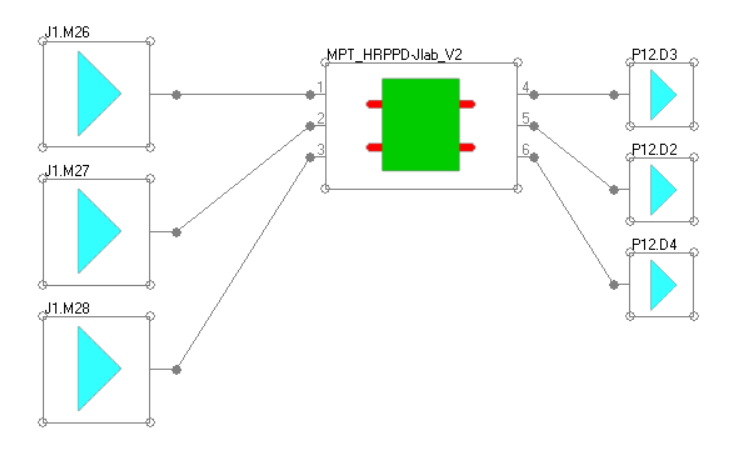 J1.M26
MPT_HRPPD-Jlab_V2
P12.D3
1
4
2
5
3
6
P12.D2
J1.M27
P12.D4
J1.M28